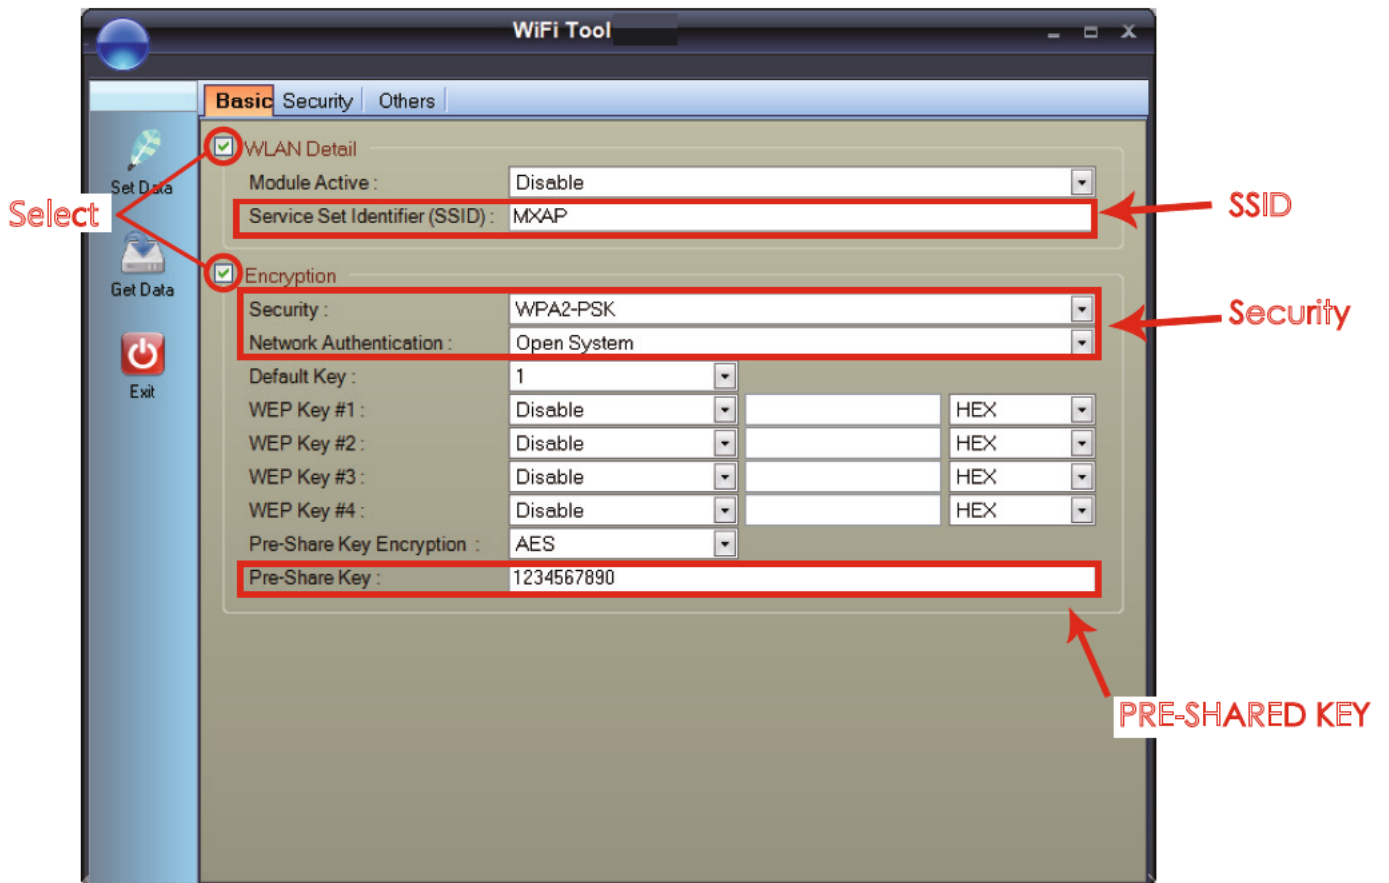 WiFi Tool
Basic Security Others
WLAN Detail
Set Data
Module Active : Disable
Select
Service Set Identifier (SSID) : MXAP
SSID
Get Data
Encryption
Security : WPA2-PSK
Security
Network Authentication : Open System
Exit
Default Key : 1
WEP Key #1 : Disable HEX
WEP Key #2 : Disable HEX
WEP Key #3 : Disable HEX
WEP Key #4 : Disable HEX
Pre-Share Key Encryption : AES
Pre-Share Key : 1234567890
PRE-SHARED KEY